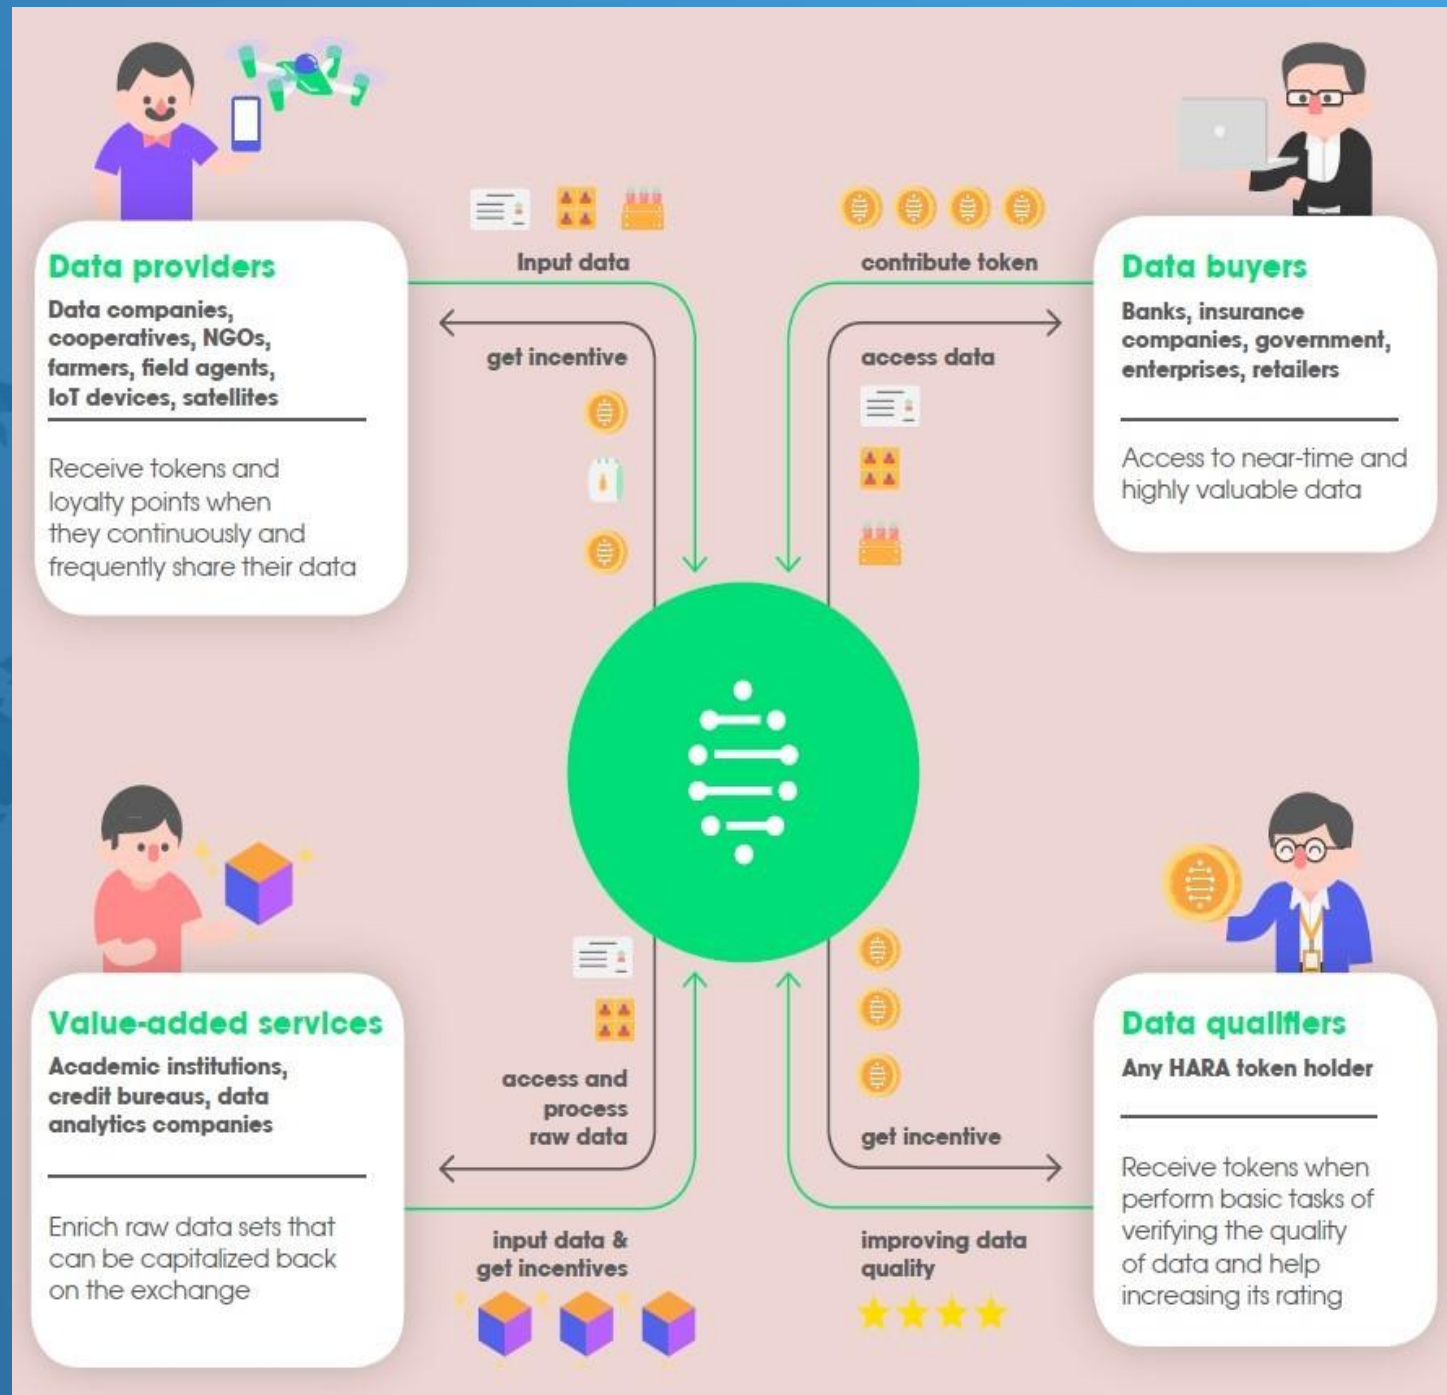 Data providers
Data companies,
cooperatives, NGOs,
farmers, field agents,
IoT devices, satellites
Receive tokens and
loyalty points when
they continuously and
frequently share their data
Input data
get incentive
contribute token
access data
Data buyers
Banks, insurance
companies, government,
enterprises, retailers
Access to near-time and
highly valuable data
Value-added services
Academic institutions,
credit bureaus, data
analytics companies
Enrich raw data sets that
can be capitalized back
on the exchange
access and
process
raw data
input data &
get incentives
get incentive
improving data
quality
Data qualifiers
Any HARA token holder
Receive tokens when
perform basic tasks of
verifying the quality
of data and help
increasing its rating